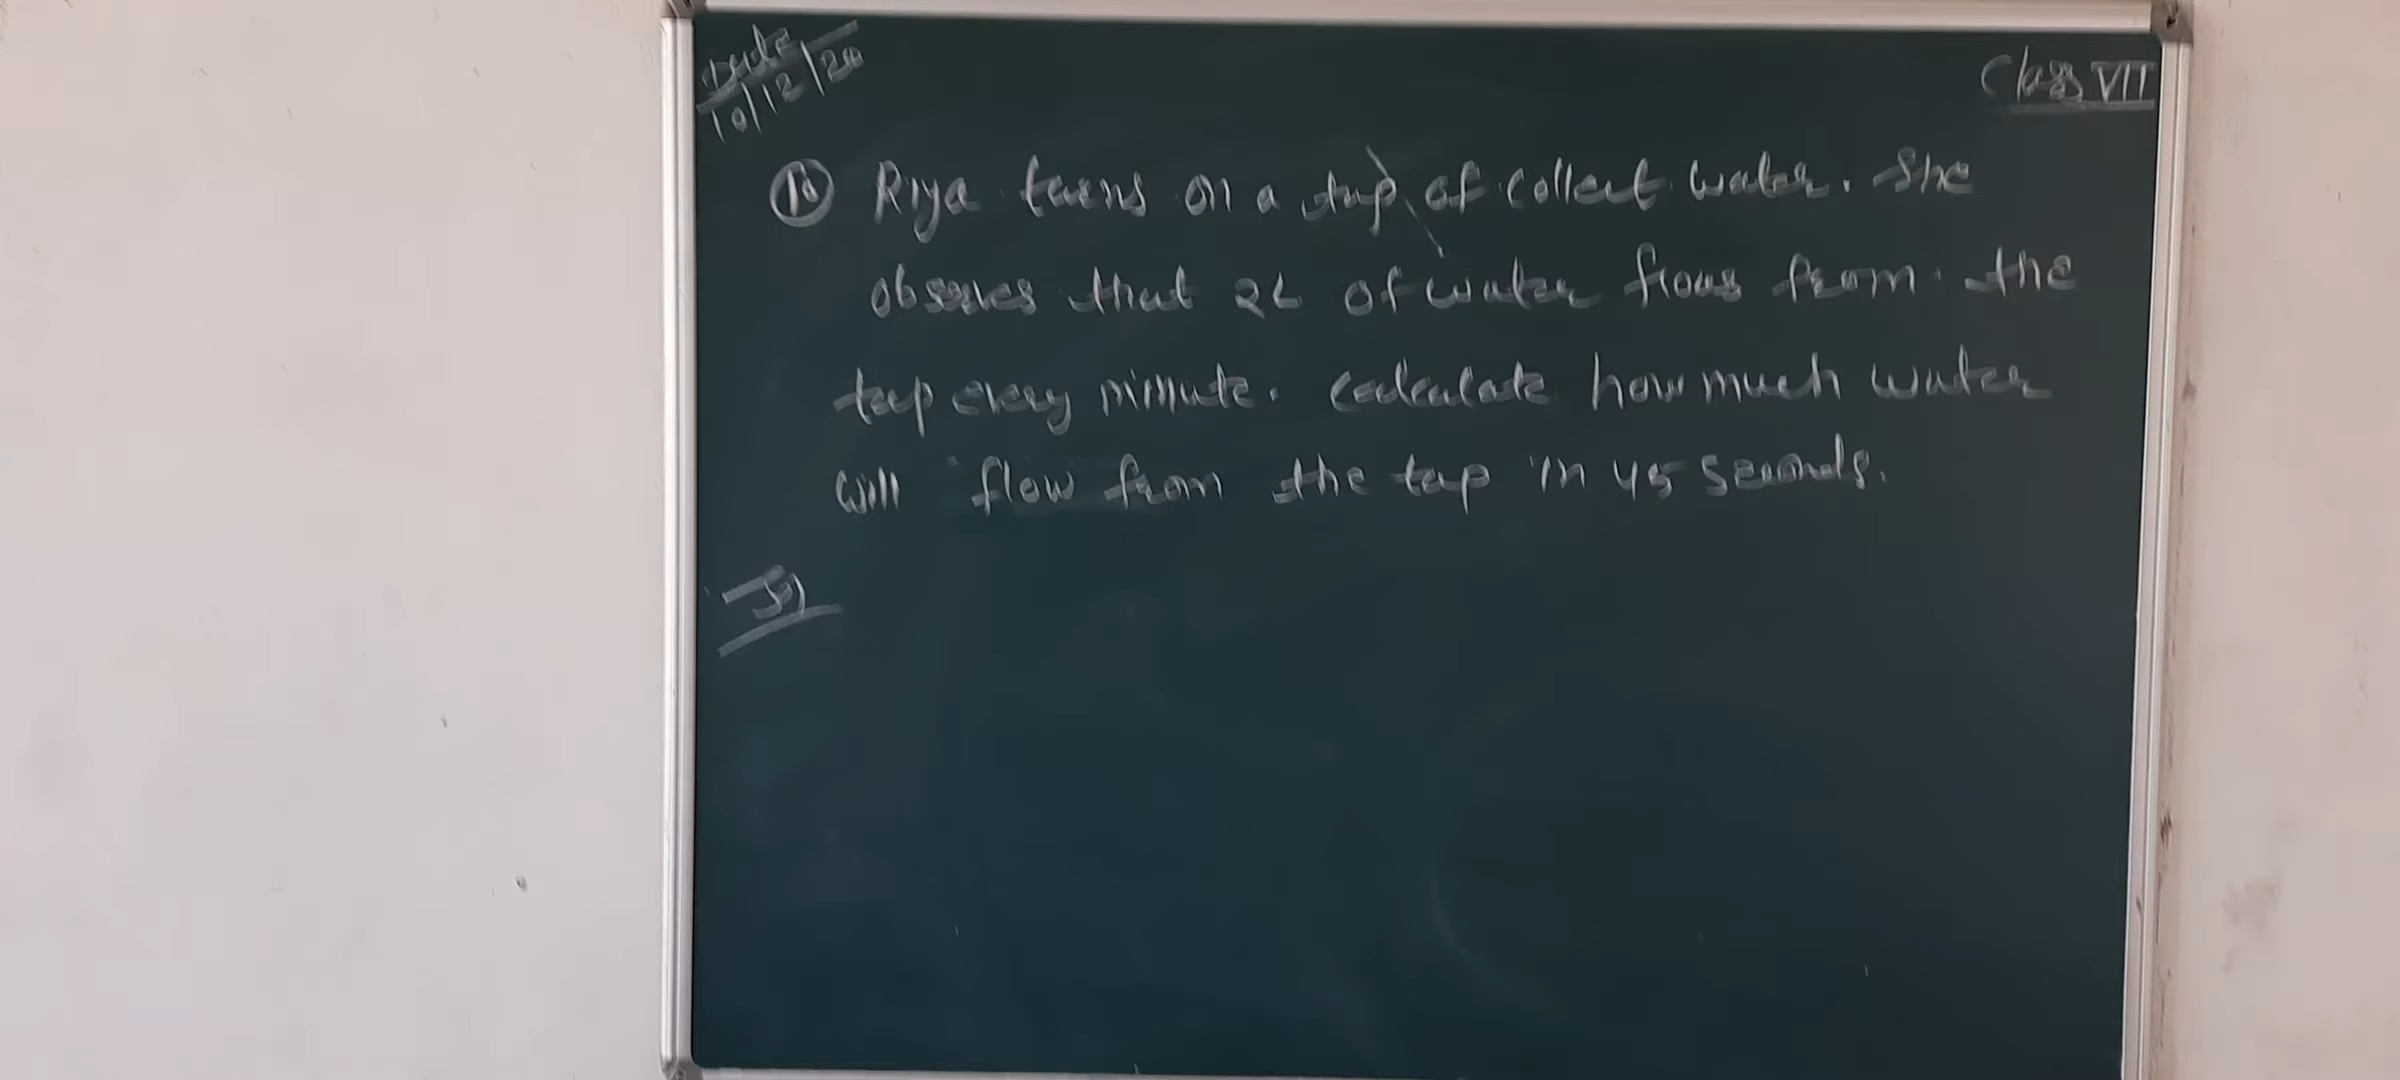 Date
10/12/20
Class VII
10 Riya turns on a tap of collect water. She
observes that 2L of water flows from the
tap every minute. calculate how much water
will flow from the tap in 45 seconds.
Sol